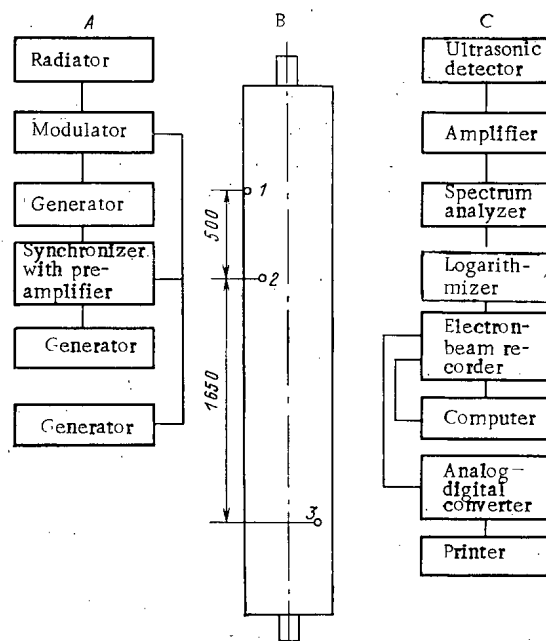 A
Radiator
Modulator
Generator
Synchronizer
with pre-
amplifier
Generator
Generator
B
1
500
2
1650
3
C
Ultrasonic
detector
Amplifier
Spectrum
analyzer
Logarith-
mizer
Electron-
beam re-
corder
Computer
Analog-
digital
converter
Printer